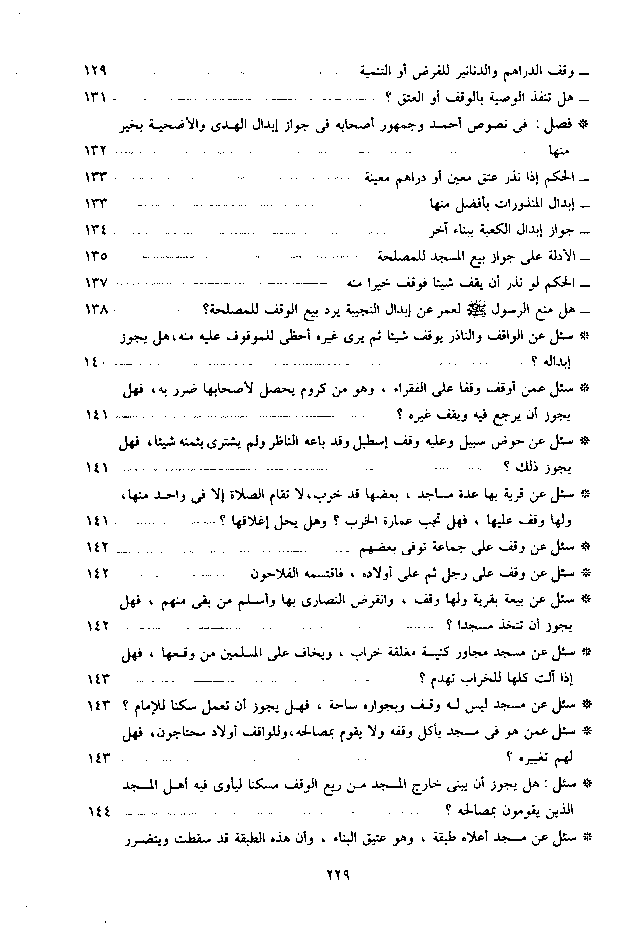 ـ وقف الدراهم والدنانير للقرض أو التنمية ١٢٩
ـ هل تنفذ الوصية بالوقف أو العتق ؟ ١٣١
* فصل : فى نصوص أحمد وجمهور أصحابه فى جواز إبدال الهدى والأضحية بخير
منها ١٣٢
ـ الحكم إذا نذر عتق معين أو دراهم معينة ١٣٣
ـ إبدال المنذورات بأفضل منها ١٣٣
ـ جواز إبدال الكعبة ببناء آخر ١٣٤
ـ الأدلة على جواز بيع المسجد للمصلحة ١٣٥
ـ الحكم لو نذر أن يقف شيئا فوقف خيرا منه ١٣٧
ـ هل منع الرسول ﷺ لعمر عن إبدال النجيبة يرد بيع الوقف للمصلحة؟ ١٣٨
* سئل عن الواقف والناذر يوقف شيئا ثم يرى غيره أحظى للموقوف عليه منه، هل يجوز
إبداله ؟ ١٤٠
* سئل عمن أوقف وقفا على الفقراء ، وهو من كروم يحصل لأصحابها ضرر به، فهل
يجوز أن يرجع فيه ويقف غيره ؟ ١٤١
* سئل عن حوض سبيل وعليه وقف إسطبل وقد باعه الناظر ولم يشترى بثمنه شيئا، فهل
يجوز ذلك ؟ ١٤١
* سئل عن قرية بها عدة مساجد ، بعضها قد خرب، لا تقام الصلاة إلا فى واحد منها،
ولها وقف عليها ، فهل تجب عمارة الخرب ؟ وهل يحل إغلاقها ؟ ١٤١
* سئل عن وقف على جماعة توفى بعضهم ١٤٢
* سئل عن وقف على رجل ثم على أولاده ، فاقتسمه الفلاحون ١٤٢
* سئل عن بيعة بقرية ولها وقف ، وانقرض النصارى بها وأسلم من بقى منهم ، فهل
يجوز أن تتخذ مسجدا ؟ ١٤٢
* سئل عن مسجد مجاور كنيسة مغلقة خراب ، ويخاف على المسلمين من وقعها ، فهل
إذا آلت كلها للخراب تهدم ؟ ١٤٣
* سئل عن مسجد ليس له وقف وبجواره ساحة ، فهل يجوز أن تعمل سكنا للإمام ؟ ١٤٣
* سئل عمن هو فى مسجد يأكل وقفه ولا يقوم بمصالحه، وللواقف أولاد محتاجون، فهل
لهم تغييره ؟ ١٤٣
* سئل : هل يجوز أن يبنى خارج المسجد من ريع الوقف مسكنا ليأوى فيه أهل المسجد
الذين يقومون بمصالحه ؟ ١٤٤
* سئل عن مسجد أعلاه طبقة ، وهو عتيق البناء ، وأن هذه الطبقة قد سقطت ويتضرر
٢٢٩